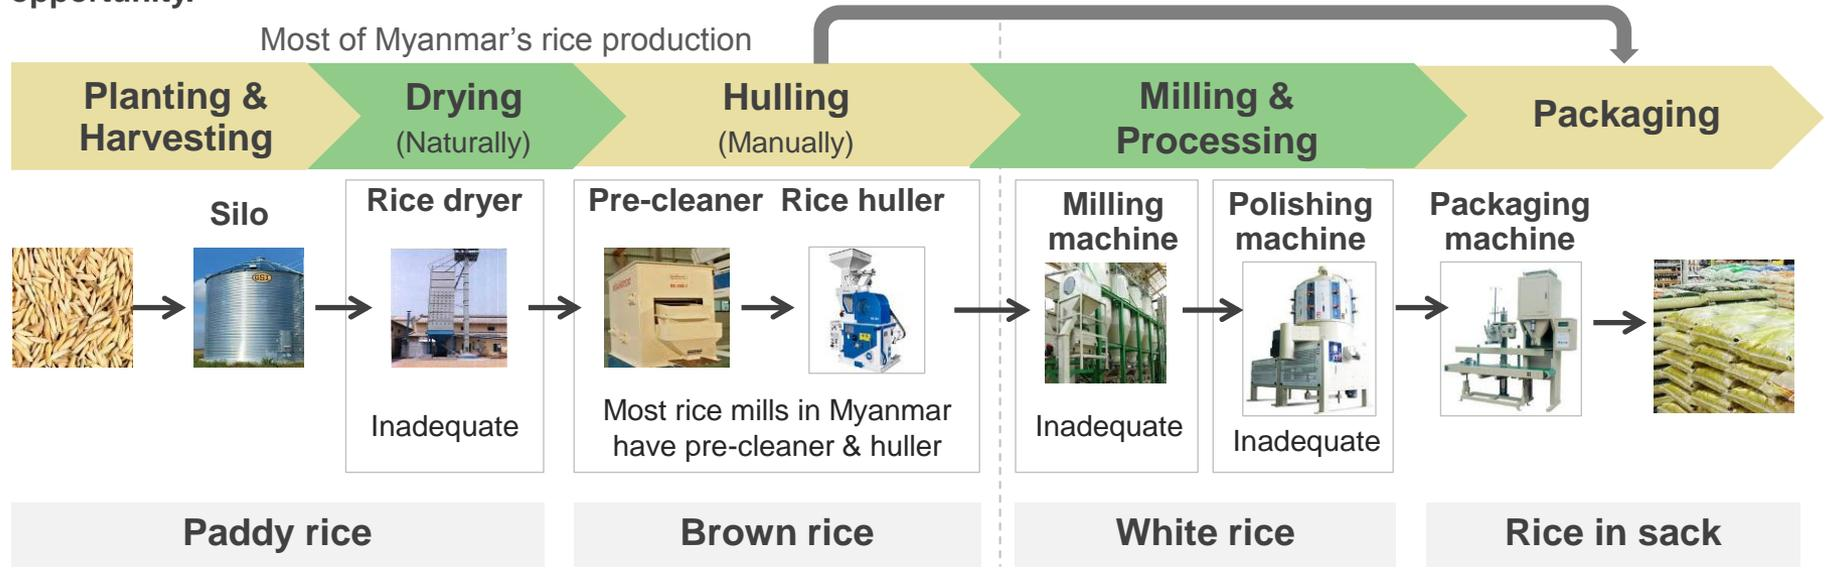 opportunity.
Most of Myanmar's rice production
Planting &
Harvesting
Drying
(Naturally)
Hulling
(Manually)
Milling &
Processing
Packaging
Silo
Rice dryer
Pre-cleaner Rice huller
Milling
machine
Polishing
machine
Packaging
machine
GSI
Inadequate
Most rice mills in Myanmar
have pre-cleaner & huller
Inadequate
Inadequate
Paddy rice
Brown rice
White rice
Rice in sack